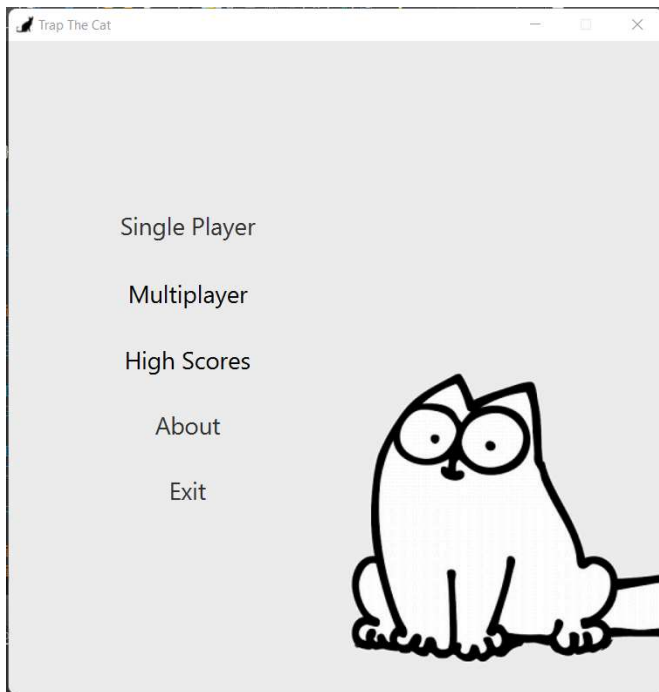 Trap The Cat
Single Player
Multiplayer
High Scores
About
Exit